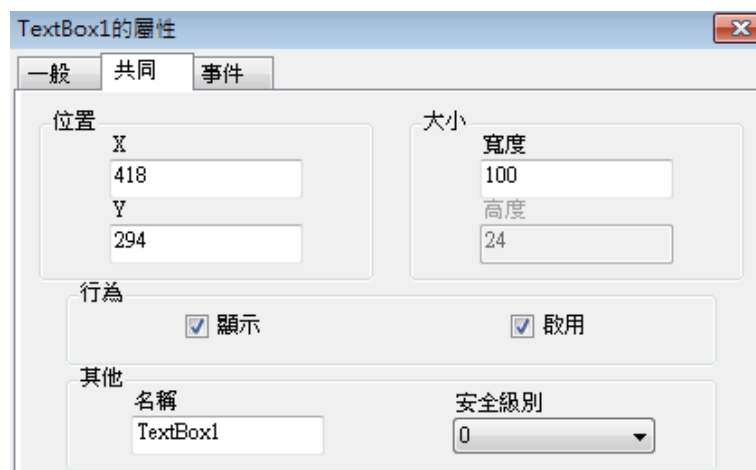 TextBox1的屬性
一般 共同 事件
位置 大小
X 寬度
418 100
Y 高度
294 24
行為
顯示 啟用
其他
名稱 安全級別
TextBox1 0